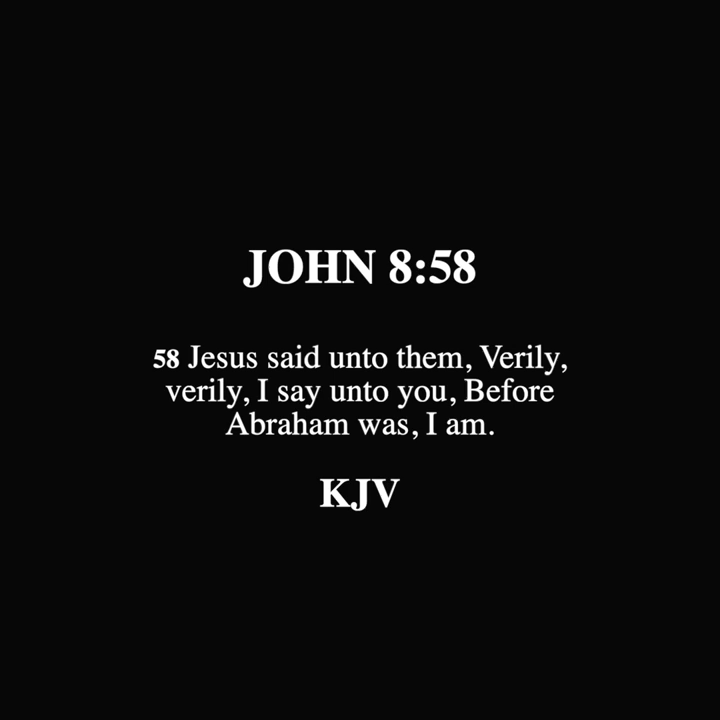 JOHN 8:58
58 Jesus said unto them, Verily,
verily, I say unto you, Before
Abraham was, I am.
KJV